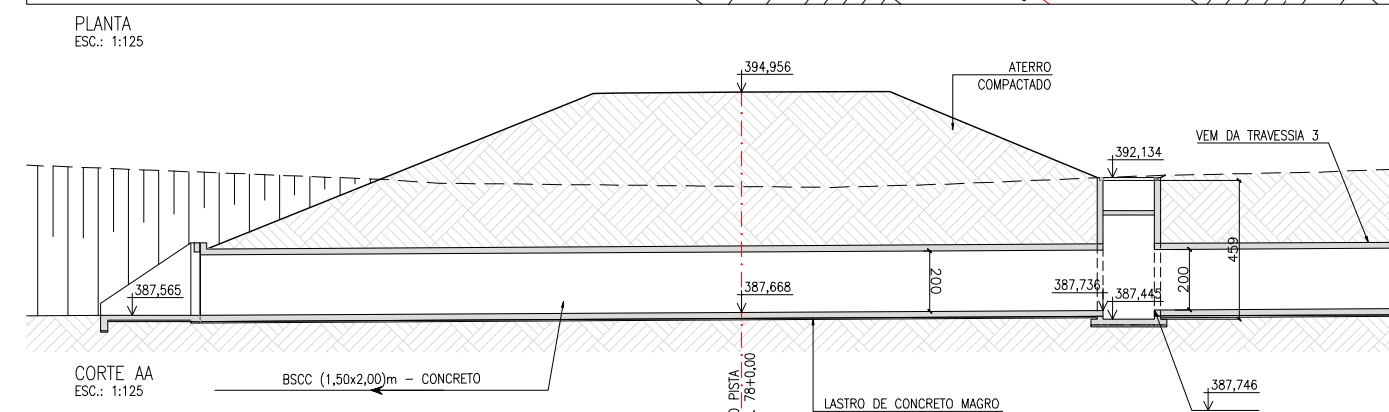 PLANTA
ESC.: 1:125
394,956
ATERRO
COMPACTADO
VEM DA TRAVESSIA 3
392,134
459
200
200
387,565
387,668
387,736
387,445
CORTE AA
ESC.: 1:125
BSCC (1,50x2,00)m - CONCRETO
PISTA
78+0,00
LASTRO DE CONCRETO MAGRO
387,746